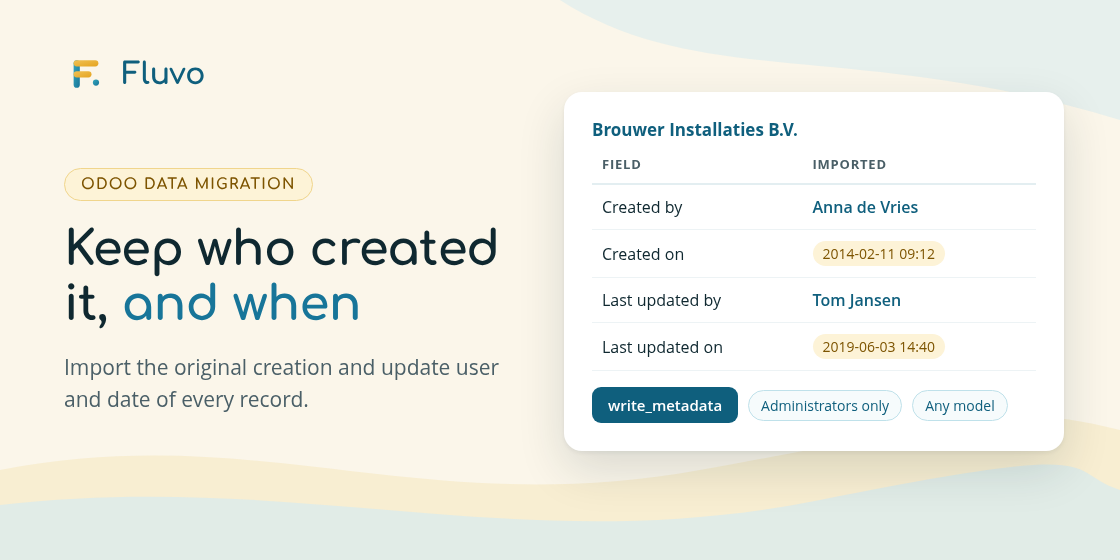 Fluvo
ODOO DATA MIGRATION
Keep who created
it, and when
Import the original creation and update user
and date of every record.
Brouwer Installaties B.V.
FIELD IMPORTED
Created by Anna de Vries
Created on 2014-02-11 09:12
Last updated by Tom Jansen
Last updated on 2019-06-03 14:40
write_metadata Administrators only Any model